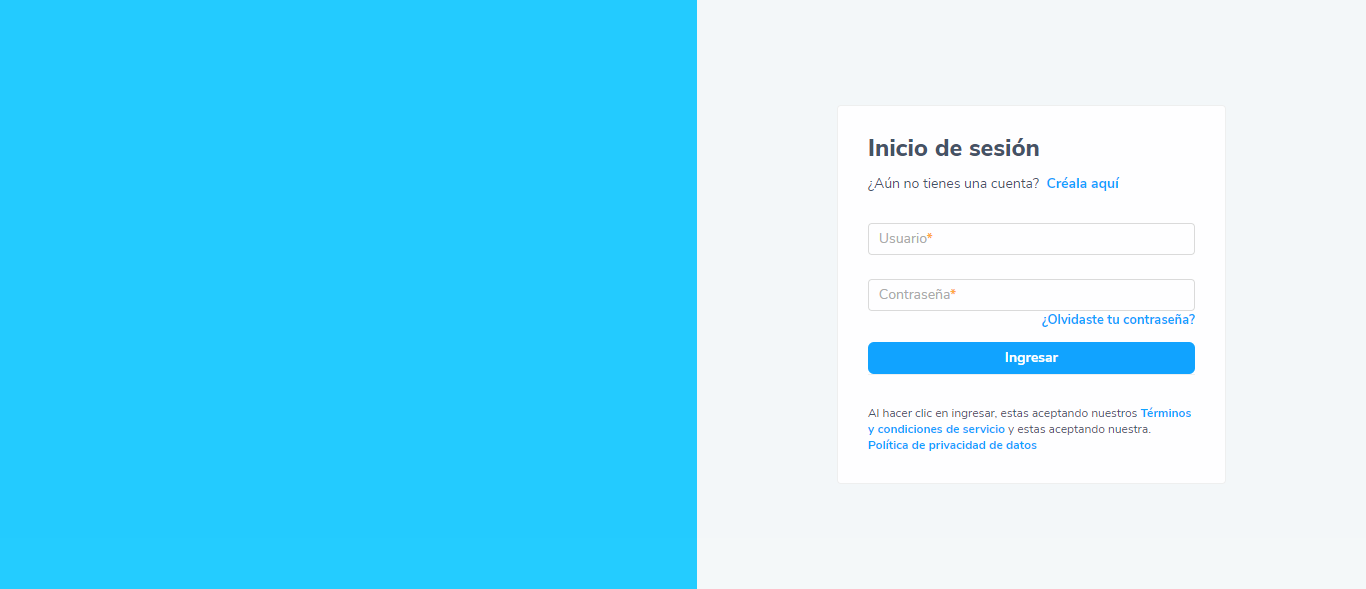 Inicio de sesión
¿Aún no tienes una cuenta? Créala aquí
Usuario*
Contraseña*
¿Olvidaste tu contraseña?
Ingresar
Al hacer clic en ingresar, estas aceptando nuestros Términos
y condiciones de servicio y estas aceptando nuestra.
Política de privacidad de datos